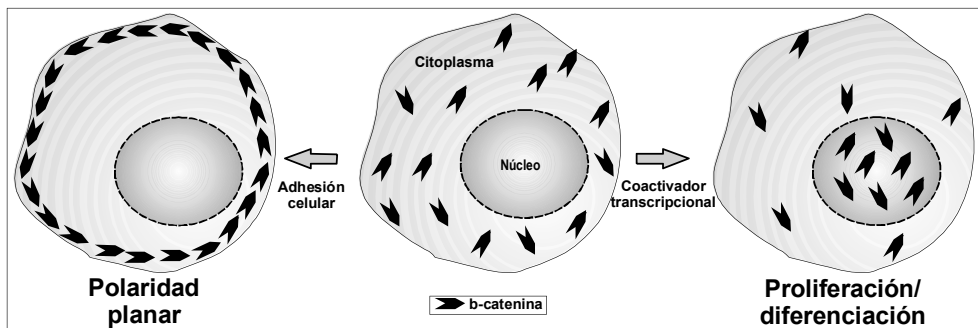 Citoplasma
Núcleo
Adhesión
celular
Coactivador
transcripcional
Polaridad
planar
b-catenina
Proliferación/
diferenciación